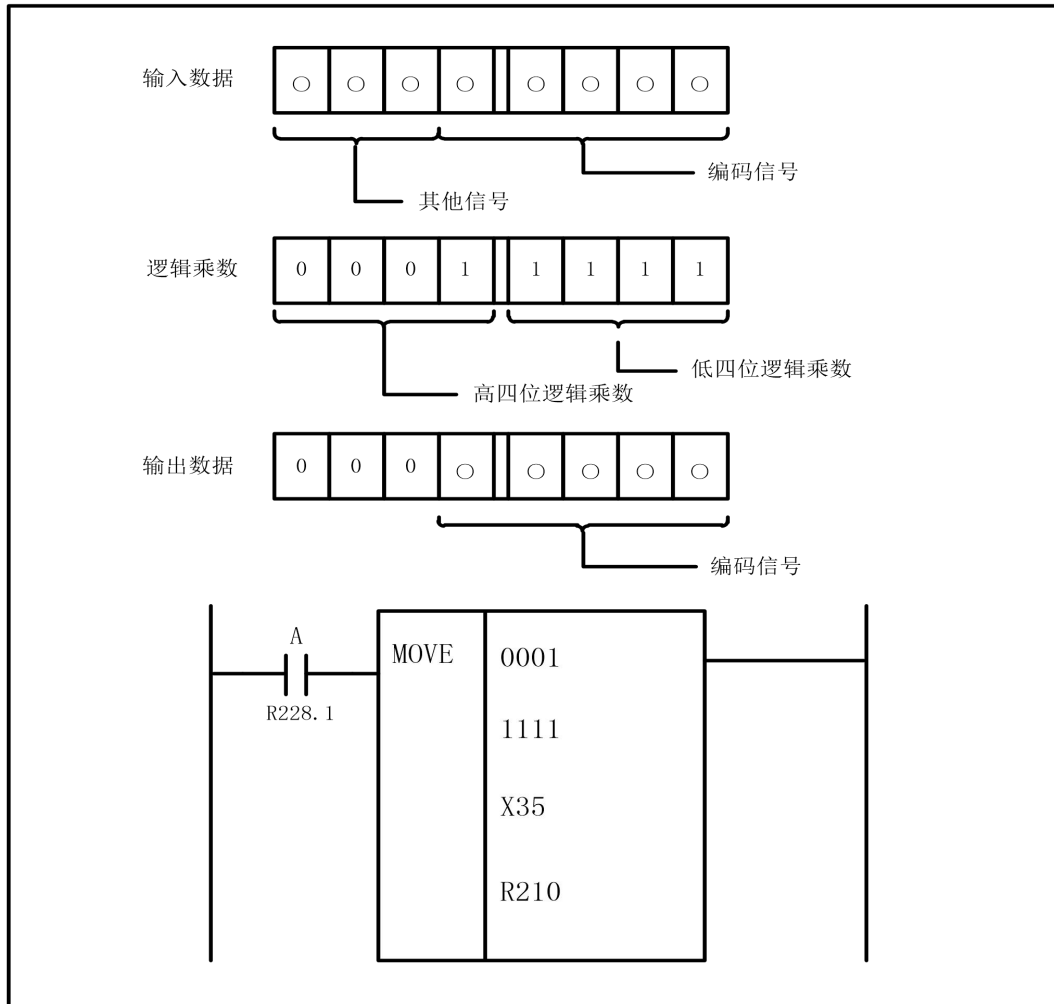 输入数据 ○ ○ ○ ○ ○ ○ ○ ○
编码信号
其他信号
逻辑乘数 0 0 0 1 1 1 1 1
低四位逻辑乘数
高四位逻辑乘数
输出数据 0 0 0 ○ ○ ○ ○ ○
编码信号
A
MOVE 0001
R228.1
1111
X35
R210